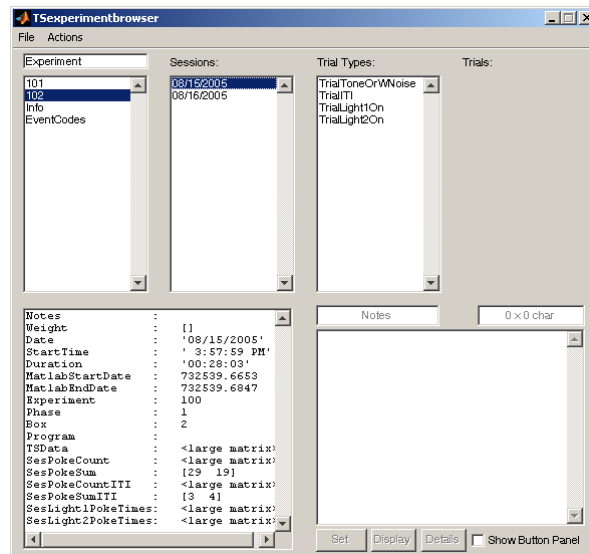 TSexperimentbrowser
File Actions
Experiment
Sessions:
Trial Types:
Trials:
101
102
Info
EventCodes
08/15/2005
08/16/2005
TrialToneOrWNoise
TrialITI
TrialLight1On
TrialLight2On
Notes :
Weight : []
Date : '08/15/2005'
StartTime : ' 3:57:59 PM'
Duration : '00:28:03'
MatlabStartDate : 732539.6653
MatlabEndDate : 732539.6847
Experiment : 100
Phase : 1
Box : 2
Program :
TSData : <large matrix>
SesPokeCount : <large matrix>
SesPokeSum : [29 19]
SesPokeCountITI : <large matrix>
SesPokeSumITI : [3 4]
SesLight1PokeTimes: <large matrix>
SesLight2PokeTimes: <large matrix>
Notes
0 x 0 char
Set Display Details Show Button Panel